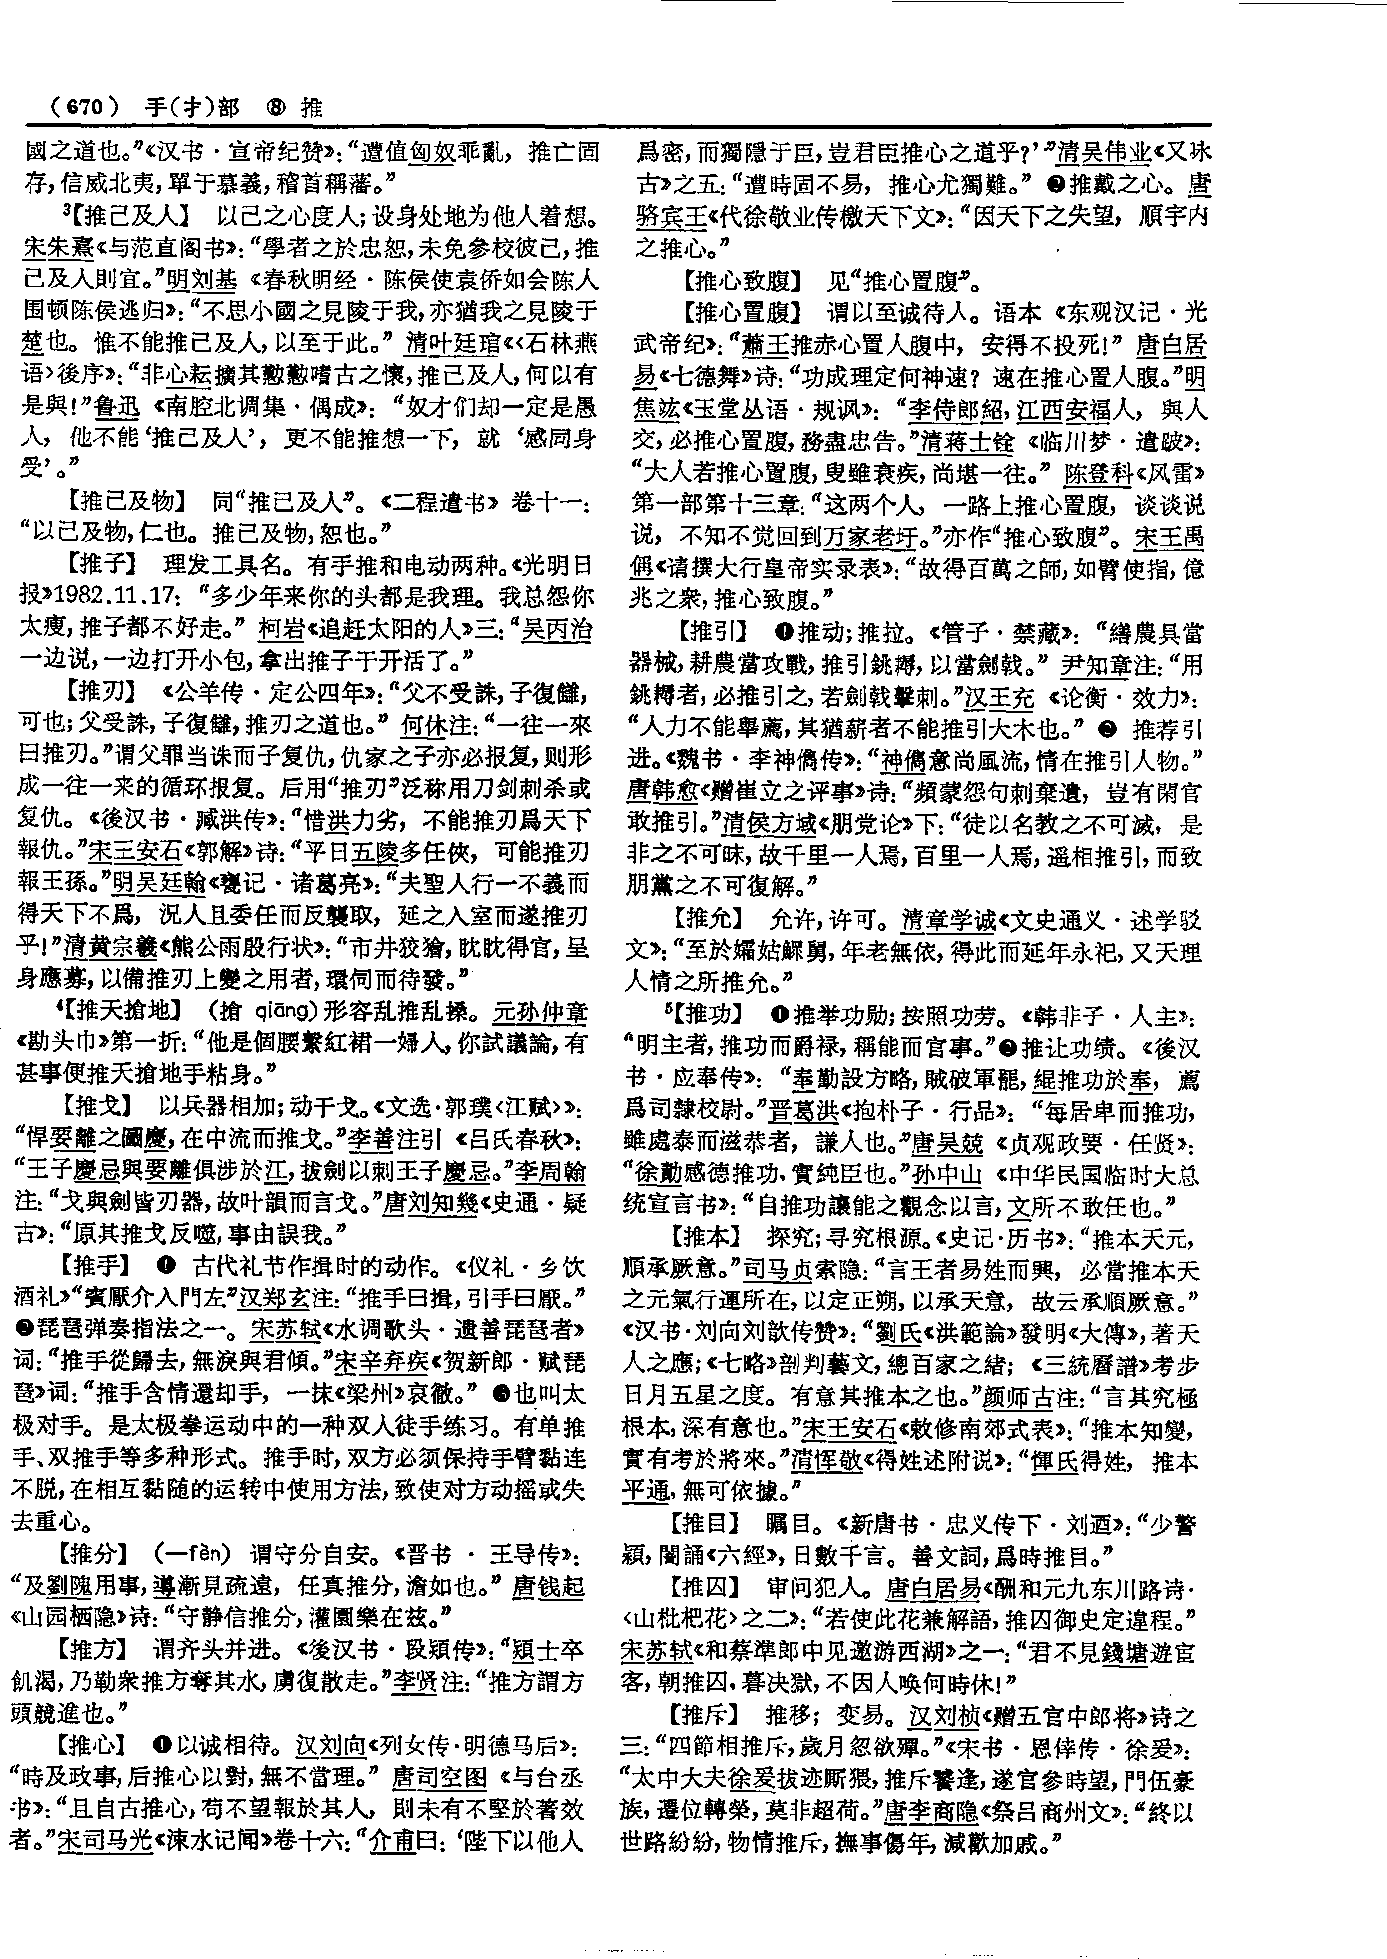 （670） 手(扌)部 ⑧ 推
國之道也。”《汉书·宣帝纪赞》：“遭值匈奴乖亂，推亡固
存，信威北夷，單于慕義，稽首稱藩。”
³【推己及人】 以己之心度人；设身处地为他人着想。
宋朱熹《与范直阁书》：“學者之於忠恕，未免參校彼己，推
己及人則宜。”明刘基《春秋明经·陈侯使袁侨如会陈人
围顿陈侯逃归》：“不思小國之見陵于我，亦猶我之見陵于
楚也。惟不能推己及人，以至于此。”清叶廷琯《〈石林燕
语〉後序》：“非心耘擴其懃懃嗜古之懷，推己及人，何以有
是與！”鲁迅《南腔北调集·偶成》：“奴才们却一定是愚
人，他不能‘推己及人’，更不能推想一下，就‘感同身
受’。”
【推己及物】 同“推己及人”。《二程遗书》卷十一：
“以己及物，仁也。推己及物，恕也。”
【推子】 理发工具名。有手推和电动两种。《光明日
报》1982.11.17：“多少年来你的头都是我理。我总怨你
太瘦，推子都不好走。”柯岩《追赶太阳的人》三：“吴丙治
一边说，一边打开小包，拿出推子干开活了。”
【推刃】 《公羊传·定公四年》：“父不受誅，子復讎，
可也；父受誅，子復讎，推刃之道也。”何休注：“一往一來
曰推刃。”谓父罪当诛而子复仇，仇家之子亦必报复，则形
成一往一来的循环报复。后用“推刃”泛称用刀剑刺杀或
复仇。《後汉书·臧洪传》：“惜洪力劣，不能推刃爲天下
報仇。”宋王安石《郭解》诗：“平日五陵多任俠，可能推刃
報王孫。”明吴廷翰《甕记·诸葛亮》：“夫聖人行一不義而
得天下不爲，況人且委任而反襲取，延之入室而遂推刃
乎！”清黄宗羲《熊公雨殷行状》：“市井狡獪，眈眈得官，呈
身應募，以備推刃上變之用者，環伺而待發。”
⁴【推天搶地】 （搶 qiāng）形容乱推乱搡。元孙仲章
《勘头巾》第一折：“他是個腰繫紅裙一婦人，你試議論，有
甚事便推天搶地手粘身。”
【推戈】 以兵器相加；动干戈。《文选·郭璞〈江赋〉》：
“悍要離之圖慶，在中流而推戈。”李善注引《吕氏春秋》：
“王子慶忌與要離俱涉於江，拔劍以刺王子慶忌。”李周翰
注：“戈與劍皆刃器，故叶韻而言戈。”唐刘知幾《史通·疑
古》：“原其推戈反噬，事由誤我。”
【推手】 ❶ 古代礼节作揖时的动作。《仪礼·乡饮
酒礼》“賓厭介入門左”汉郑玄注：“推手曰揖，引手曰厭。”
❷琵琶弹奏指法之一。宋苏轼《水调歌头·遗善琵琶者》
词：“推手從歸去，無淚與君傾。”宋辛弃疾《贺新郎·赋琵
琶》词：“推手含情還却手，一抹《梁州》哀徹。”❸也叫太
极对手。是太极拳运动中的一种双人徒手练习。有单推
手、双推手等多种形式。推手时，双方必须保持手臂黏连
不脱，在相互黏随的运转中使用方法，致使对方动摇或失
去重心。
【推分】 （—fèn） 谓守分自安。《晋书·王导传》：
“及劉隗用事，導漸見疏遠，任真推分，澹如也。”唐钱起
《山园栖隐》诗：“守静信推分，灌園樂在兹。”
【推方】 谓齐头并进。《後汉书·段熲传》：“熲士卒
飢渴，乃勒衆推方奪其水，虜復散走。”李贤注：“推方謂方
頭競進也。”
【推心】 ❶以诚相待。汉刘向《列女传·明德马后》：
“時及政事，后推心以對，無不當理。”唐司空图《与台丞
书》：“且自古推心，苟不望報於其人，則未有不堅於著效
者。”宋司马光《涑水记闻》卷十六：“介甫曰：‘陛下以他人
爲密，而獨隱于臣，豈君臣推心之道乎？’”清吴伟业《又咏
古》之五：“遭時固不易，推心尤獨難。”❷推戴之心。唐
骆宾王《代徐敬业传檄天下文》：“因天下之失望，順宇内
之推心。”
【推心致腹】 见“推心置腹”。
【推心置腹】 谓以至诚待人。语本《东观汉记·光
武帝纪》：“蕭王推赤心置人腹中，安得不投死！”唐白居
易《七德舞》诗：“功成理定何神速？速在推心置人腹。”明
焦竑《玉堂丛语·规讽》：“李侍郎紹，江西安福人，與人
交，必推心置腹，務盡忠告。”清蒋士铨《临川梦·遣跛》：
“大人若推心置腹，叟雖衰疾，尚堪一往。”陈登科《风雷》
第一部第十三章：“这两个人，一路上推心置腹，谈谈说
说，不知不觉回到万家老圩。”亦作“推心致腹”。宋王禹
偁《请撰大行皇帝实录表》：“故得百萬之師，如臂使指，億
兆之衆，推心致腹。”
【推引】 ❶推动；推拉。《管子·禁藏》：“繕農具當
器械，耕農當攻戰，推引銚耨，以當劍戟。”尹知章注：“用
銚耨者，必推引之，若劍戟擊刺。”汉王充《论衡·效力》：
“人力不能舉薦，其猶薪者不能推引大木也。”❷ 推荐引
进。《魏书·李神儁传》：“神儁意尚風流，情在推引人物。”
唐韩愈《赠崔立之评事》诗：“頻蒙怨句刺棄遺，豈有閑官
敢推引。”清侯方域《朋党论》下：“徒以名教之不可滅，是
非之不可昧，故千里一人焉，百里一人焉，遥相推引，而致
朋黨之不可復解。”
【推允】 允许，许可。清章学诚《文史通义·述学驳
文》：“至於孀姑鰥舅，年老無依，得此而延年永祀，又天理
人情之所推允。”
⁵【推功】 ❶推举功勋；按照功劳。《韩非子·人主》：
“明主者，推功而爵禄，稱能而官事。”❷推让功绩。《後汉
书·应奉传》：“奉勤設方略，賊破軍罷，緄推功於奉，薦
爲司隸校尉。”晋葛洪《抱朴子·行品》：“每居卑而推功，
雖處泰而滋恭者，謙人也。”唐吴兢《贞观政要·任贤》：
“徐勣感德推功，實純臣也。”孙中山《中华民国临时大总
统宣言书》：“自推功讓能之觀念以言，文所不敢任也。”
【推本】 探究；寻究根源。《史记·历书》：“推本天元，
順承厥意。”司马贞索隐：“言王者易姓而興，必當推本天
之元氣行運所在，以定正朔，以承天意，故云承順厥意。”
《汉书·刘向刘歆传赞》：“劉氏《洪範論》發明《大傳》，著天
人之應；《七略》剖判藝文，總百家之緒；《三統曆譜》考步
日月五星之度。有意其推本之也。”颜师古注：“言其究極
根本，深有意也。”宋王安石《敕修南郊式表》：“推本知變，
實有考於將來。”清恽敬《得姓述附说》：“惲氏得姓，推本
平通，無可依據。”
【推目】 瞩目。《新唐书·忠义传下·刘迺》：“少警
穎，闇誦《六經》，日數千言。善文詞，爲時推目。”
【推囚】 审问犯人。唐白居易《酬和元九东川路诗·
〈山枇杷花〉之二》：“若使此花兼解語，推囚御史定違程。”
宋苏轼《和蔡準郎中见邀游西湖》之一：“君不見錢塘遊宦
客，朝推囚，暮决獄，不因人唤何時休！”
【推斥】 推移；变易。汉刘桢《赠五官中郎将》诗之
三：“四節相推斥，歲月忽欲殫。”《宋书·恩倖传·徐爰》：
“太中大夫徐爰拔迹厮猥，推斥饕逢，遂官參時望，門伍豪
族，遷位轉榮，莫非超荷。”唐李商隐《祭吕商州文》：“終以
世路紛紛，物情推斥，撫事傷年，減歡加戚。”